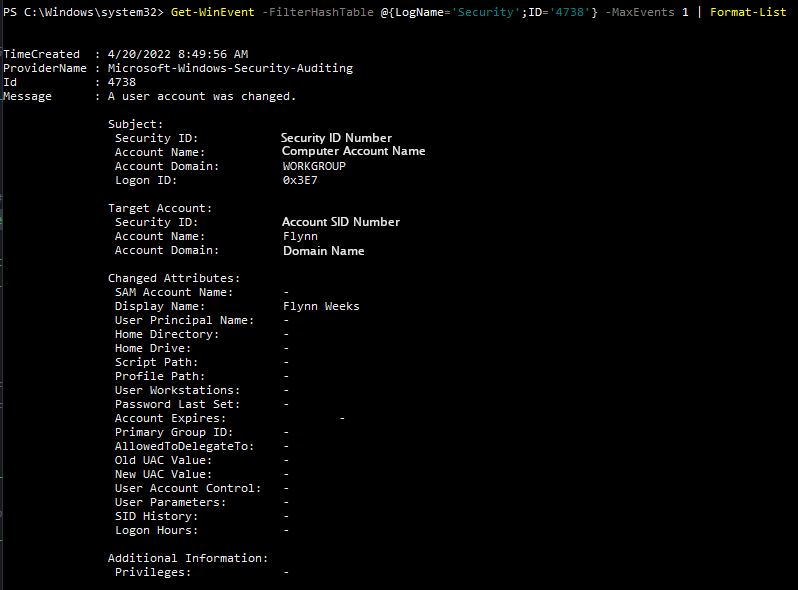 PS C:\Windows\system32> Get-WinEvent -FilterHashTable @{LogName='Security';ID='4738'} -MaxEvents 1 | Format-List
TimeCreated  : 4/20/2022 8:49:56 AM
ProviderName : Microsoft-Windows-Security-Auditing
Id           : 4738
Message      : A user account was changed.
Subject:
Security ID: Security ID Number
Account Name: Computer Account Name
Account Domain: WORKGROUP
Logon ID: 0x3E7
Target Account:
Security ID: Account SID Number
Account Name: Flynn
Account Domain: Domain Name
Changed Attributes:
SAM Account Name: -
Display Name: Flynn Weeks
User Principal Name: -
Home Directory: -
Home Drive: -
Script Path: -
Profile Path: -
User Workstations: -
Password Last Set: -
Account Expires: -
Primary Group ID: -
AllowedToDelegateTo: -
Old UAC Value: -
New UAC Value: -
User Account Control: -
User Parameters: -
SID History: -
Logon Hours: -
Additional Information:
Privileges: -